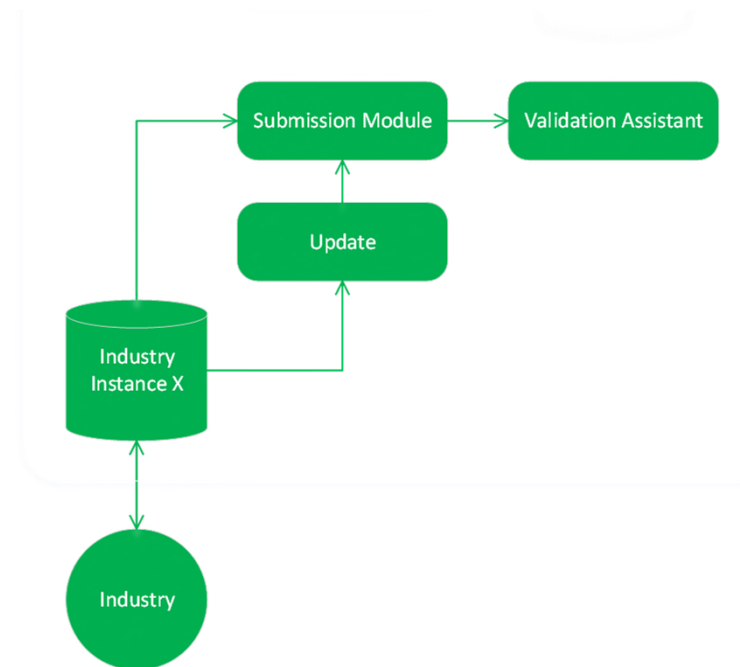 Submission Module
Validation Assistant
Update
Industry
Instance X
Industry